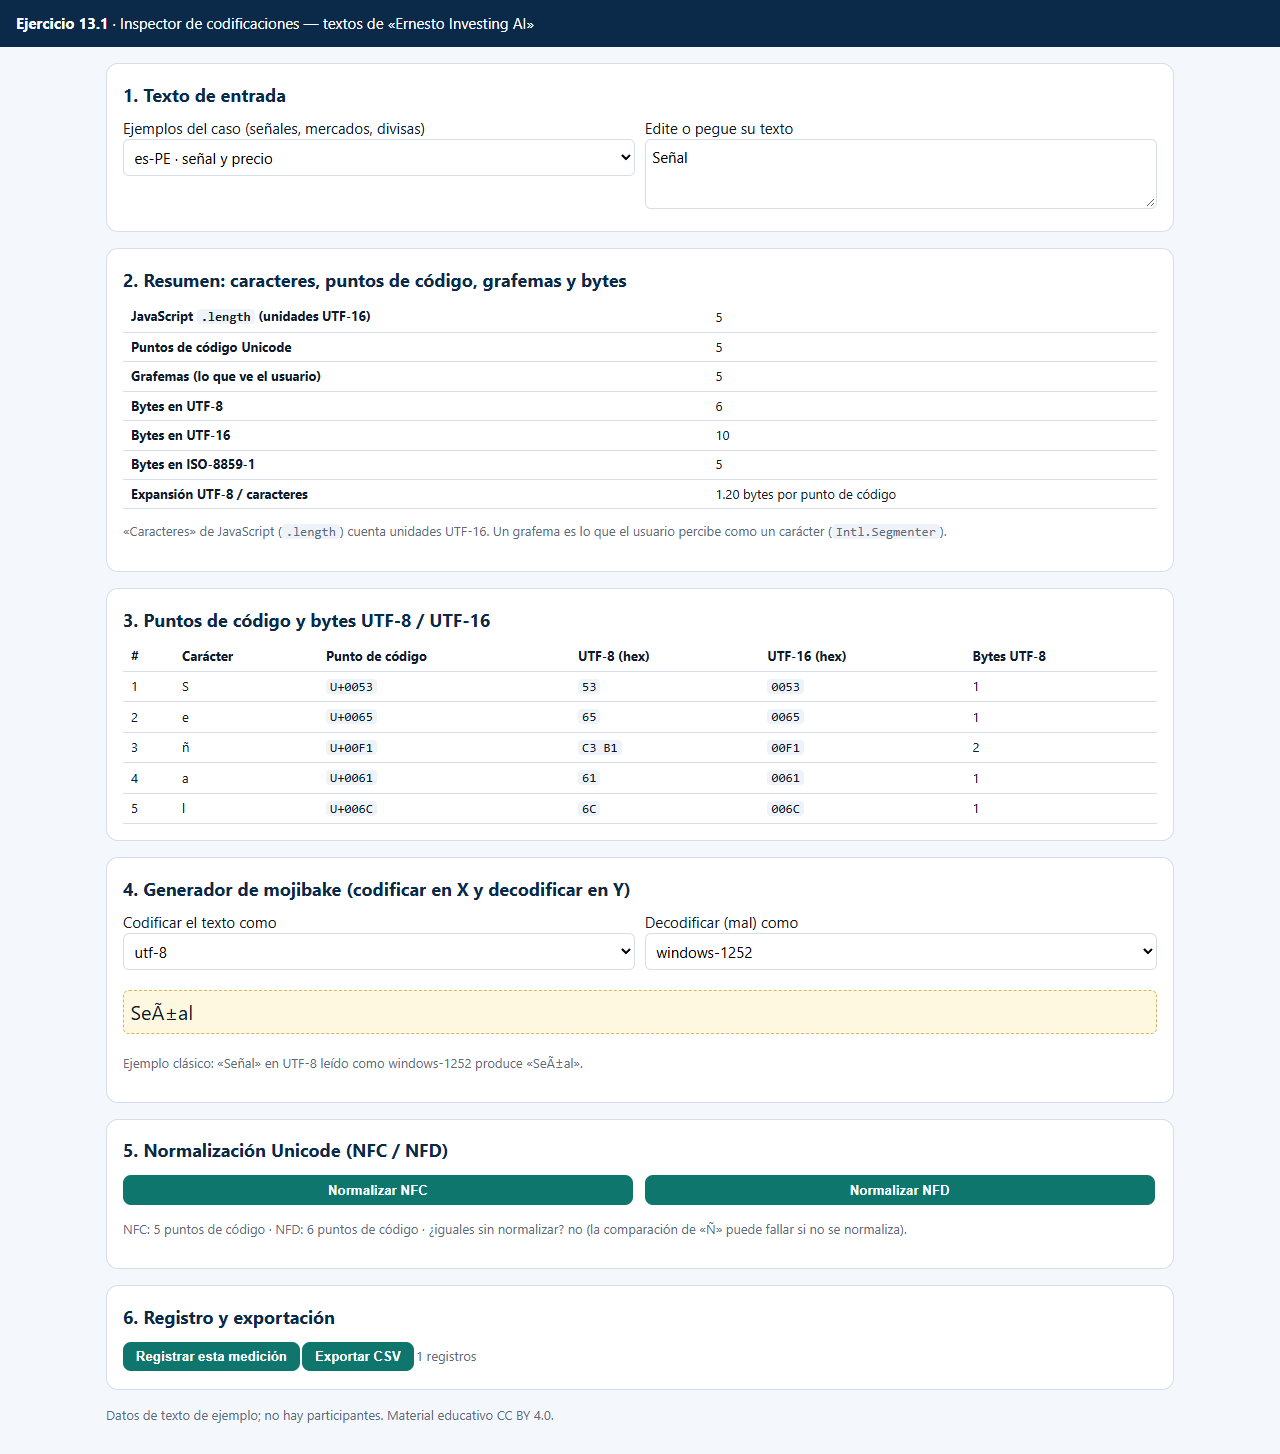 Ejercicio 13.1 · Inspector de codificaciones — textos de «Ernesto Investing AI»
1. Texto de entrada
Ejemplos del caso (señales, mercados, divisas)
es-PE · señal y precio
Edite o pegue su texto
Señal
2. Resumen: caracteres, puntos de código, grafemas y bytes
JavaScript .length (unidades UTF-16) 5
Puntos de código Unicode 5
Grafemas (lo que ve el usuario) 5
Bytes en UTF-8 6
Bytes en UTF-16 10
Bytes en ISO-8859-1 5
Expansión UTF-8 / caracteres 1.20 bytes por punto de código
«Caracteres» de JavaScript ( .length ) cuenta unidades UTF-16. Un grafema es lo que el usuario percibe como un carácter ( Intl.Segmenter ).
3. Puntos de código y bytes UTF-8 / UTF-16
# Carácter Punto de código UTF-8 (hex) UTF-16 (hex) Bytes UTF-8
1 S U+0053 53 0053 1
2 e U+0065 65 0065 1
3 ñ U+00F1 C3 B1 00F1 2
4 a U+0061 61 0061 1
5 l U+006C 6C 006C 1
4. Generador de mojibake (codificar en X y decodificar en Y)
Codificar el texto como
utf-8
Decodificar (mal) como
windows-1252
SeÃ±al
Ejemplo clásico: «Señal» en UTF-8 leído como windows-1252 produce «SeÃ±al».
5. Normalización Unicode (NFC / NFD)
Normalizar NFC
Normalizar NFD
NFC: 5 puntos de código · NFD: 6 puntos de código · ¿iguales sin normalizar? no (la comparación de «Ñ» puede fallar si no se normaliza).
6. Registro y exportación
Registrar esta medición
Exportar CSV
1 registros
Datos de texto de ejemplo; no hay participantes. Material educativo CC BY 4.0.